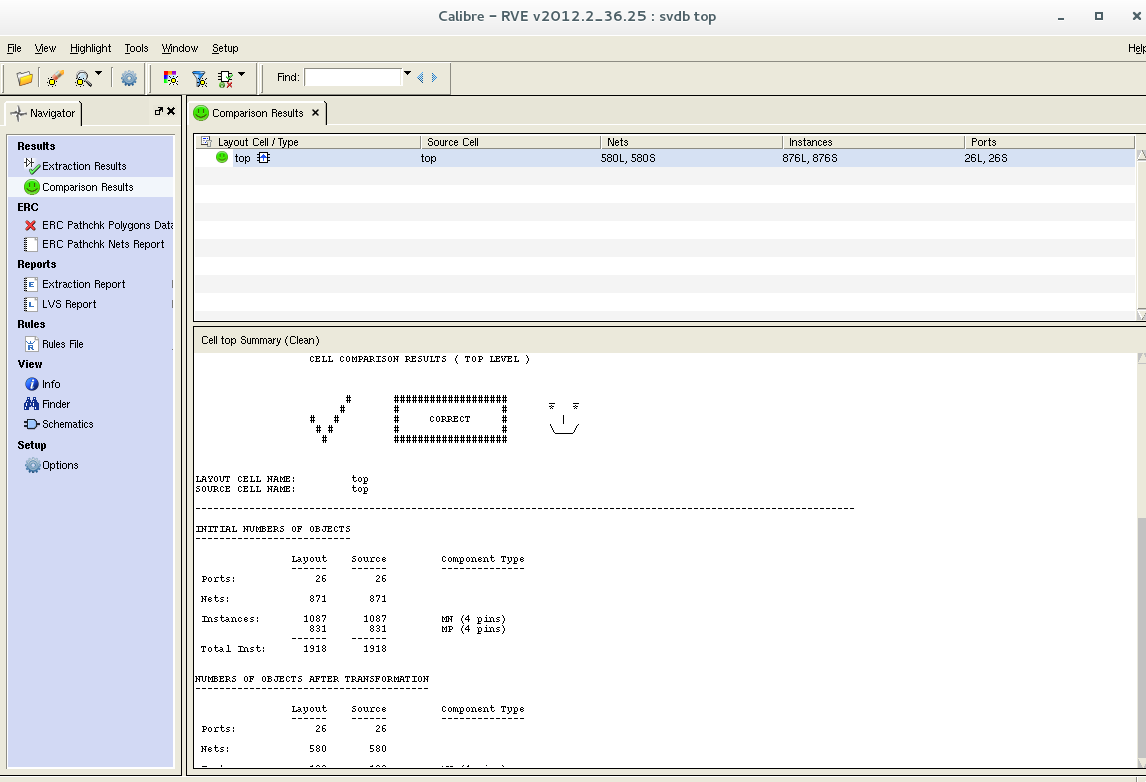 Calibre - RVE v2012.2_36.25 : svdb top
File View Highlight Tools Window Setup
Find:
Navigator
Results
Extraction Results
Comparison Results
ERC
ERC Pathchk Polygons Data
ERC Pathchk Nets Report
Reports
Extraction Report
LVS Report
Rules
Rules File
View
Info
Finder
Schematics
Setup
Options
Comparison Results
Layout Cell / Type Source Cell Nets Instances Ports
top top 580L, 580S 876L, 876S 26L, 26S
Cell top Summary (Clean)
CELL COMPARISON RESULTS ( TOP LEVEL )
# ###################
# # #
# # # CORRECT #
# # # #
# ###################
LAYOUT CELL NAME: top
SOURCE CELL NAME: top
INITIAL NUMBERS OF OBJECTS
Layout Source Component Type
Ports: 26 26
Nets: 871 871
Instances: 1087 1087 MN (4 pins)
831 831 MP (4 pins)
Total Inst: 1918 1918
NUMBERS OF OBJECTS AFTER TRANSFORMATION
Layout Source Component Type
Ports: 26 26
Nets: 580 580